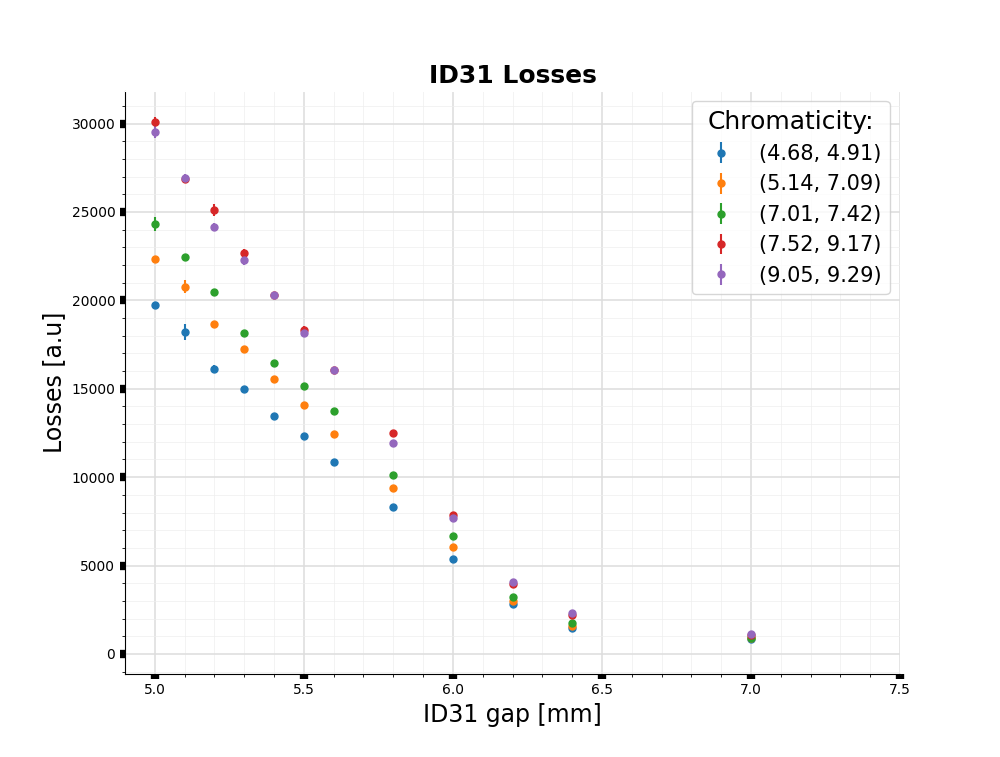 ID31 Losses
Chromaticity:
(4.68, 4.91)
(5.14, 7.09)
(7.01, 7.42)
(7.52, 9.17)
(9.05, 9.29)
Losses [a.u]
30000
25000
20000
15000
10000
5000
0
5.0 5.5 6.0 6.5 7.0 7.5
ID31 gap [mm]